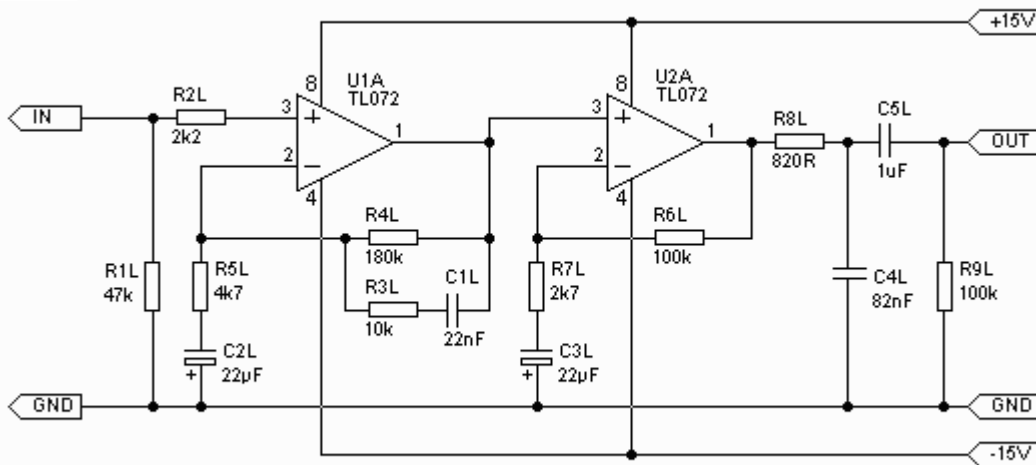 +15V
U1A
TL072
U2A
TL072
8
8
IN
R2L
2k2
3
+
1
2
−
4
3
+
1
2
−
4
R8L
820R
C5L
1uF
OUT
R4L
180k
R6L
100k
R1L
47k
R5L
4k7
R3L
10k
C1L
22nF
R7L
2k7
C4L
82nF
R9L
100k
C2L
22µF
+
C3L
22µF
+
GND
GND
-15V